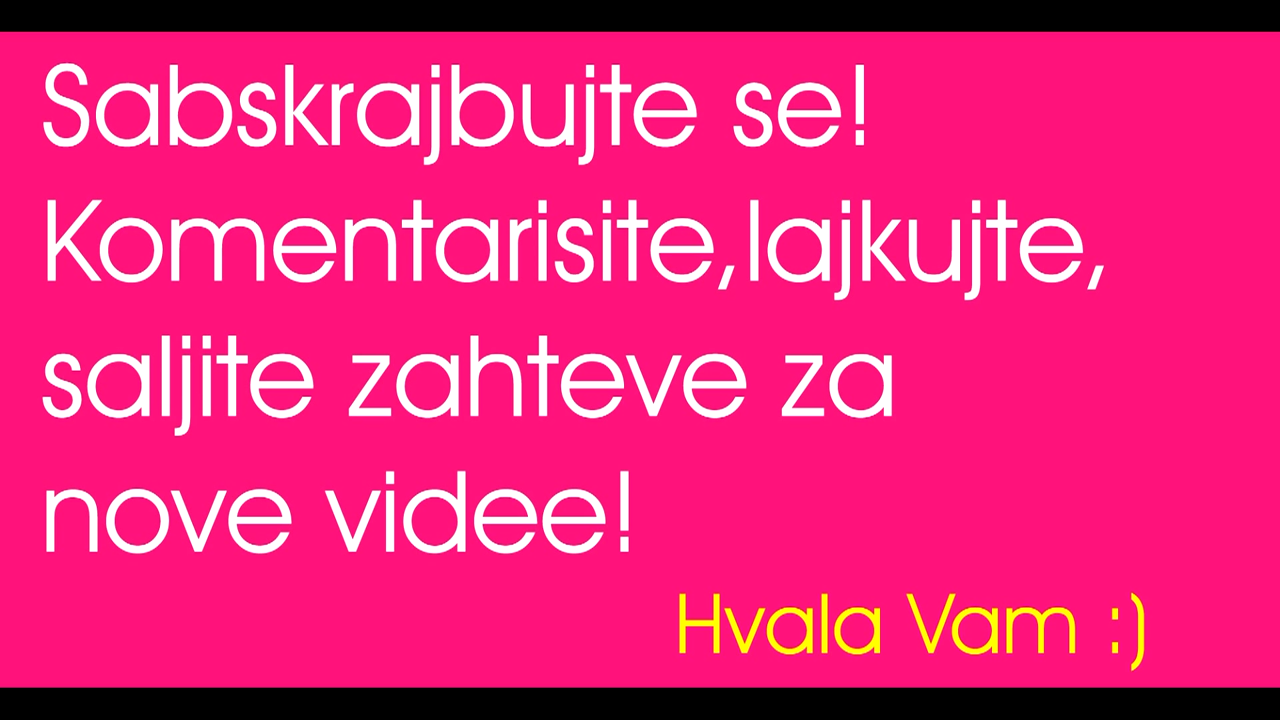 Sabskrajbujte se!
Komentarisite,lajkujte,
saljite zahteve za
nove videe!
Hvala Vam :)